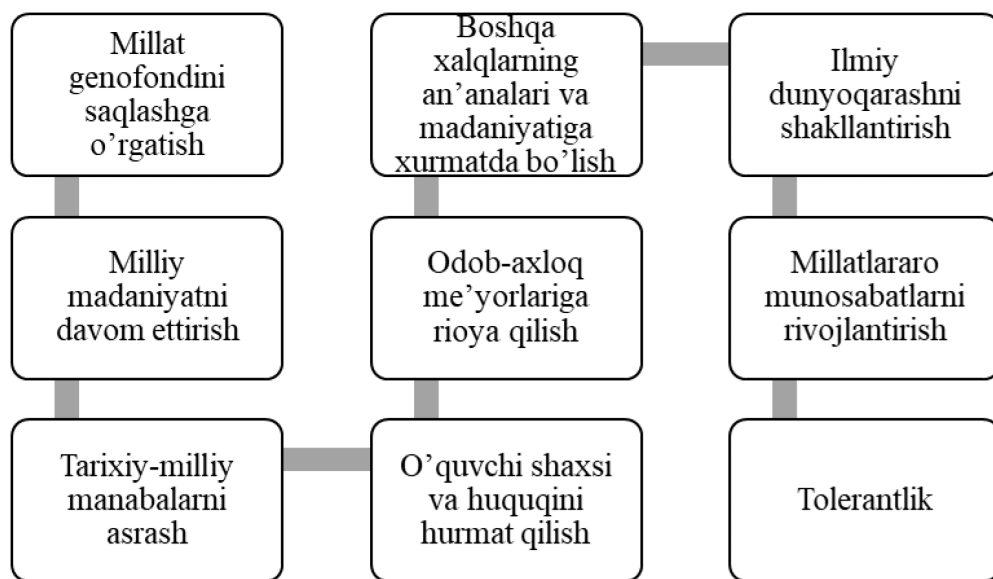 Millat
genofondini
saqlashga
o’rgatish
Milliy
madaniyatni
davom ettirish
Tarixiy-milliy
manabalarni
asrash
O’quvchi shaxsi
va huquqini
hurmat qilish
Odob-axloq
me’yorlariga
rioya qilish
Boshqa
xalqlarning
an’analari va
madaniyatiga
xurmatda bo’lish
Ilmiy
dunyoqarashni
shakllantirish
Millatlararo
munosabatlarni
rivojlantirish
Tolerantlik